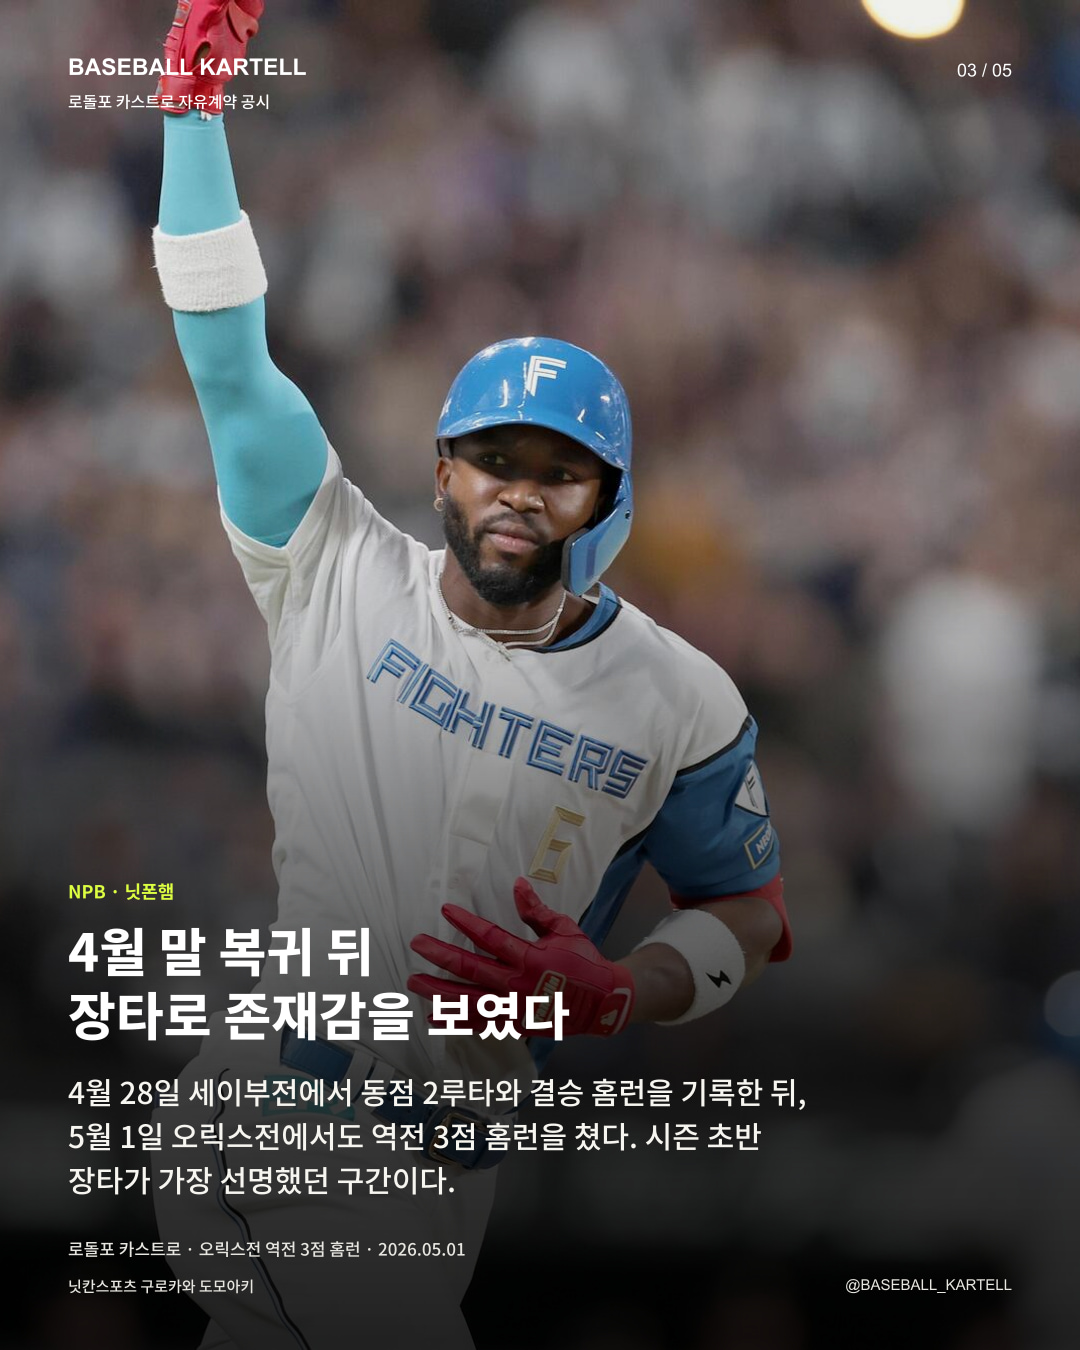 BASEBALL KARTELL
로돌포 카스트로 자유계약 공시
03 / 05
F
FIGHTERS
6
NPB · 닛폰햄
4월 말 복귀 뒤
장타로 존재감을 보였다
4월 28일 세이부전에서 동점 2루타와 결승 홈런을 기록한 뒤,
5월 1일 오릭스전에서도 역전 3점 홈런을 쳤다. 시즌 초반
장타가 가장 선명했던 구간이다.
로돌포 카스트로 · 오릭스전 역전 3점 홈런 · 2026.05.01
닛칸스포츠 구로카와 도모아키
@BASEBALL_KARTELL